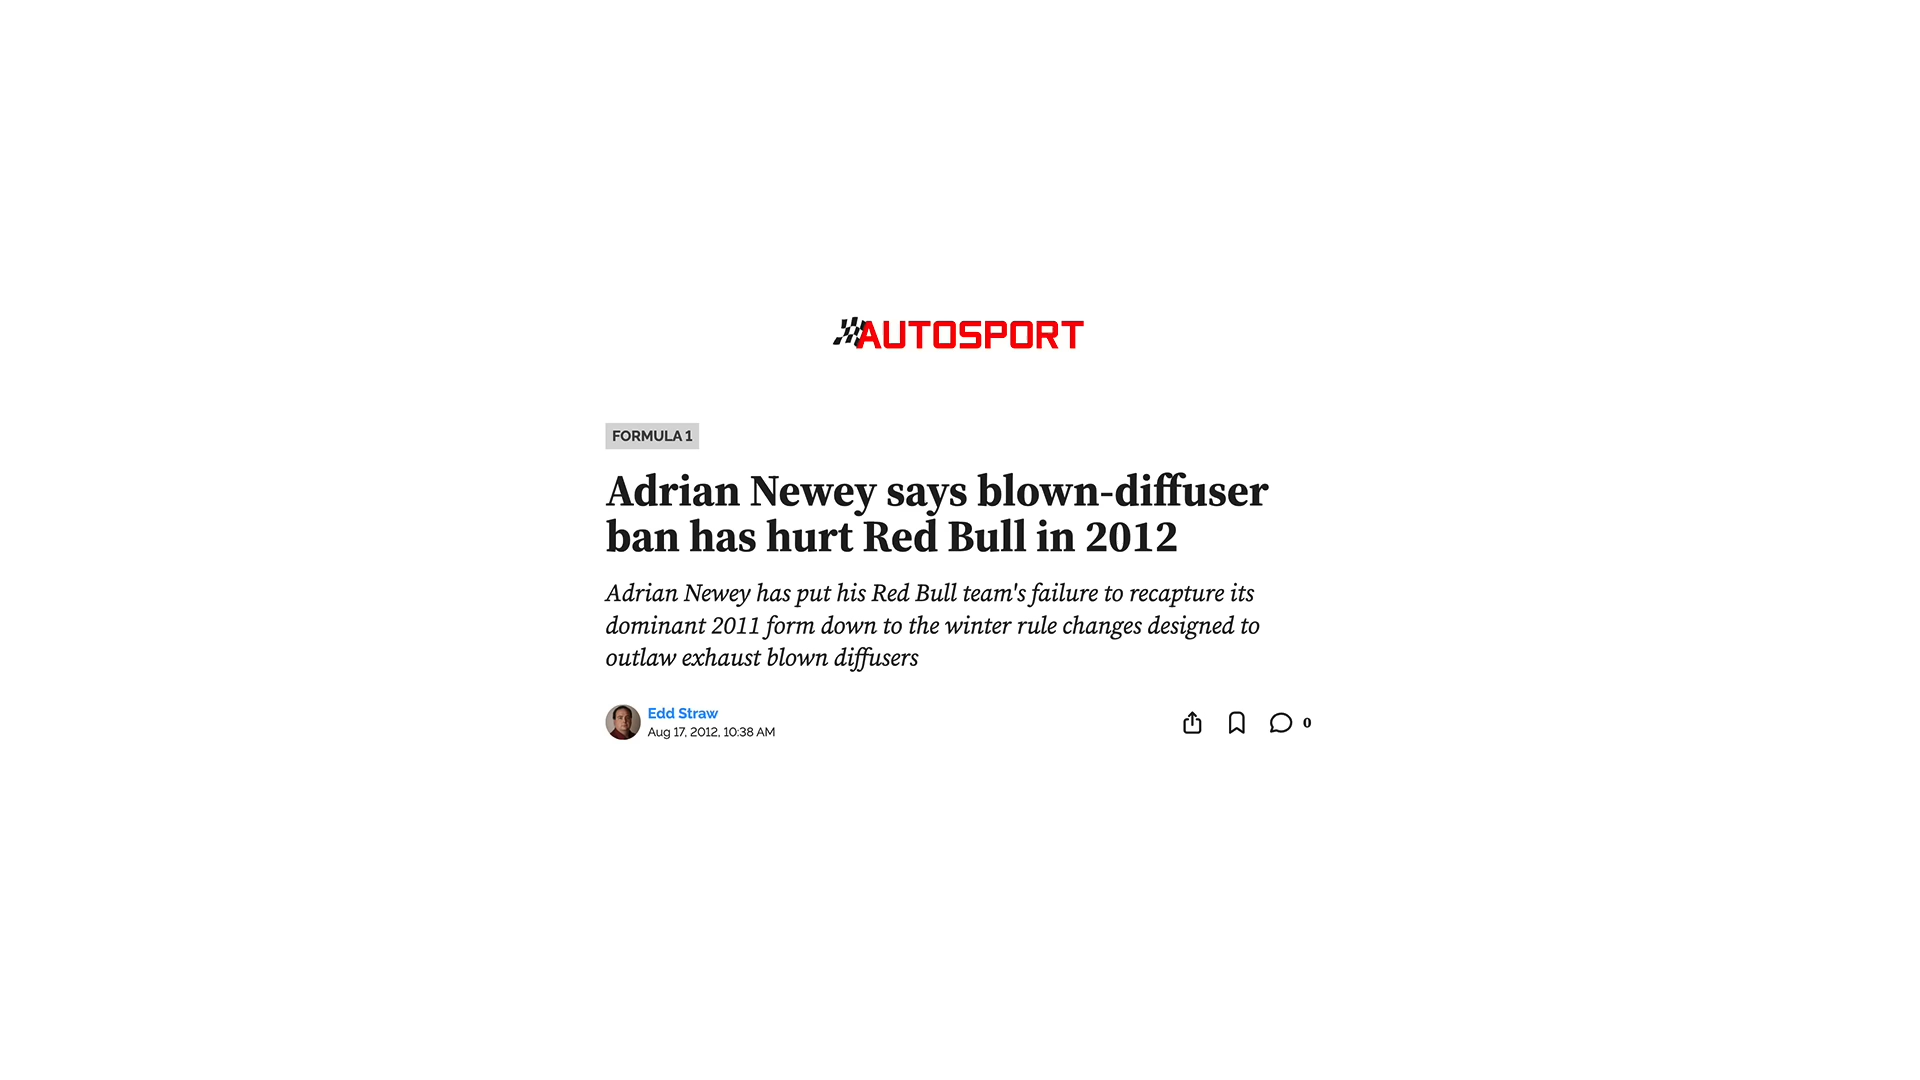 AUTOSPORT
FORMULA 1
Adrian Newey says blown-diffuser
ban has hurt Red Bull in 2012
Adrian Newey has put his Red Bull team's failure to recapture its
dominant 2011 form down to the winter rule changes designed to
outlaw exhaust blown diffusers
Edd Straw
Aug 17, 2012, 10:38 AM
0